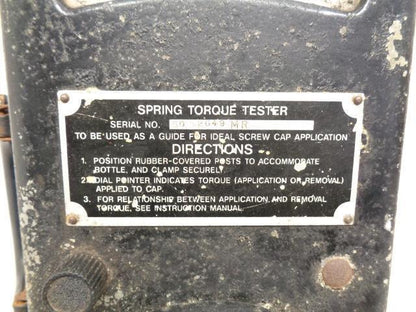 SPRING TORQUE TESTER
SERIAL NO. MR
TO BE USED AS A GUIDE FOR IDEAL SCREW CAP APPLICATION
DIRECTIONS
1. POSITION RUBBER-COVERED POSTS TO ACCOMMODATE
BOTTLE, AND CLAMP SECURELY.
2. DIAL POINTER INDICATES TORQUE (APPLICATION OR REMOVAL)
APPLIED TO CAP.
3. FOR RELATIONSHIP BETWEEN APPLICATION AND REMOVAL
TORQUE, SEE INSTRUCTION MANUAL.